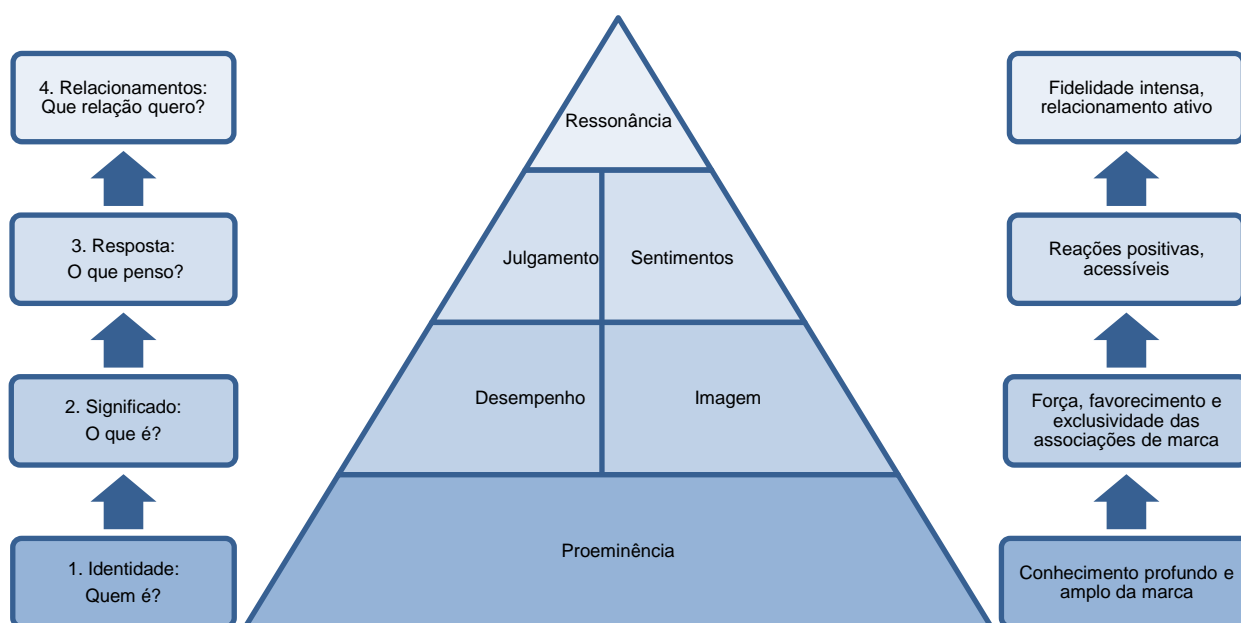 4. Relacionamentos:
Que relação quero?
Ressonância
Fidelidade intensa,
relacionamento ativo
3. Resposta:
O que penso?
Julgamento
Sentimentos
Reações positivas,
acessíveis
2. Significado:
O que é?
Desempenho
Imagem
Força, favorecimento e
exclusividade das
associações de marca
1. Identidade:
Quem é?
Proeminência
Conhecimento profundo e
amplo da marca